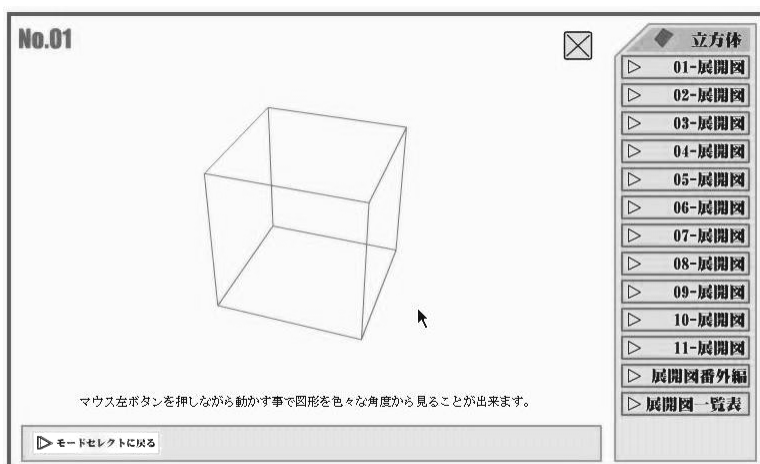 No.01
立方体
01-展開図
02-展開図
03-展開図
04-展開図
05-展開図
06-展開図
07-展開図
08-展開図
09-展開図
10-展開図
11-展開図
展開図番外編
展開図一覧表
マウス左ボタンを押しながら動かす事で図形を色々な角度から見ることが出来ます。
モードセレクトに戻る